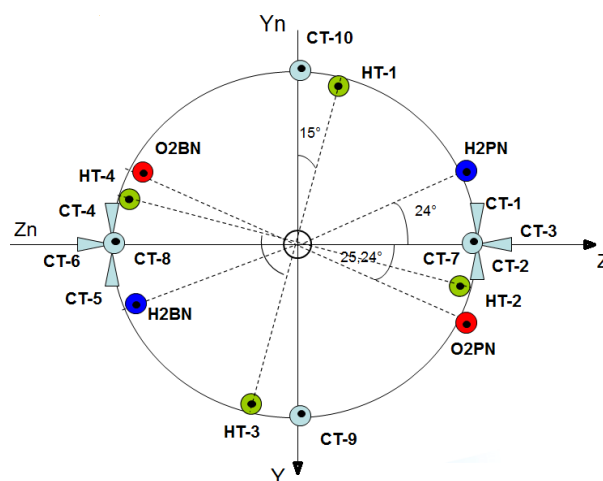 Yn
CT-10
HT-1
15°
O2BN
H2PN
HT-4
CT-4
CT-1
24°
Zn
CT-3
CT-6
CT-8
CT-7
25,24°
Z
CT-2
CT-5
H2BN
HT-2
O2PN
HT-3
CT-9
Y